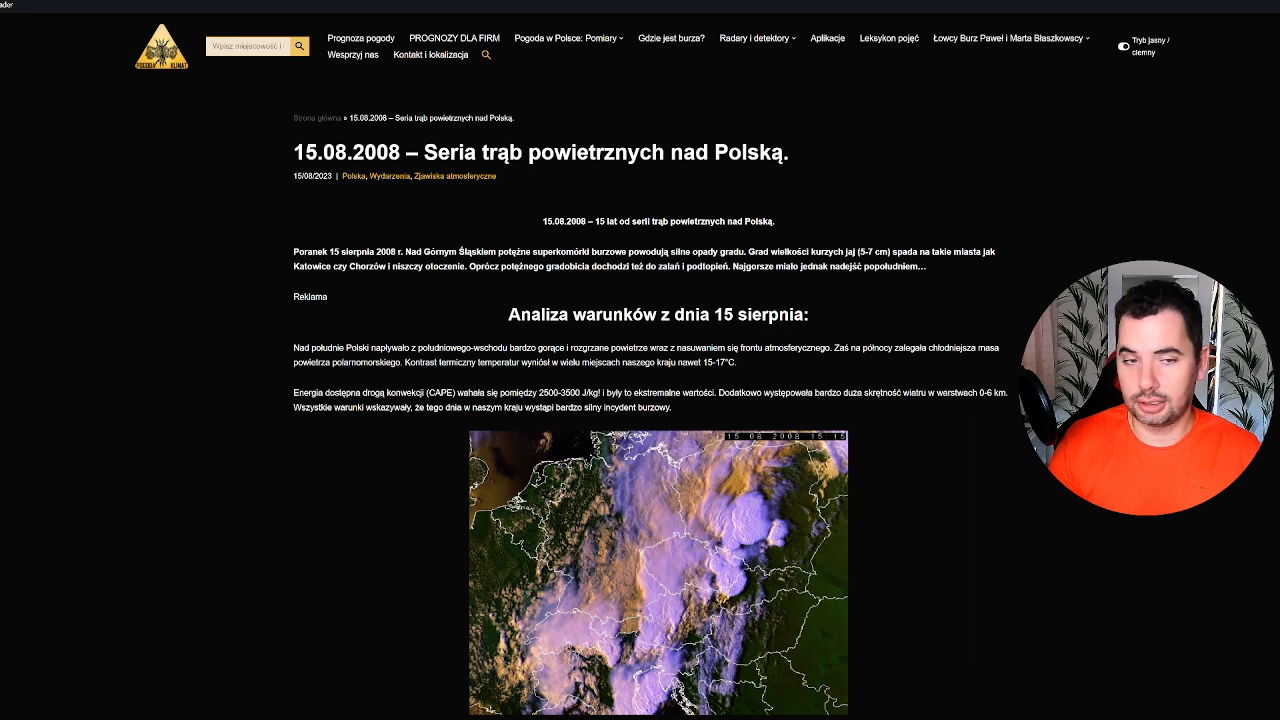 ader
POGODA KLIMAT
Wpisz miejscowość i
Prognoza pogody PROGNOZY DLA FIRM Pogoda w Polsce: Pomiary Gdzie jest burza? Radary i detektory Aplikacje Leksykon pojęć Łowcy Burz Paweł i Marta Błaszkowscy
Wesprzyj nas Kontakt i lokalizacja
Tryb jasny /
ciemny
Strona główna » 15.08.2008 – Seria trąb powietrznych nad Polską.
15.08.2008 – Seria trąb powietrznych nad Polską.
15/08/2023 | Polska, Wydarzenia, Zjawiska atmosferyczne
15.08.2008 – 15 lat od serii trąb powietrznych nad Polską.
Poranek 15 sierpnia 2008 r. Nad Górnym Śląskiem potężne superkomórki burzowe powodują silne opady gradu. Grad wielkości kurzych jaj (5-7 cm) spada na takie miasta jak
Katowice czy Chorzów i niszczy otoczenie. Oprócz potężnego gradobicia dochodzi też do zalań i podtopień. Najgorsze miało jednak nadejść popołudniem…
Reklama
Analiza warunków z dnia 15 sierpnia:
Nad południe Polski napływało z południowego-wschodu bardzo gorące i rozgrzane powietrze wraz z nasuwaniem się frontu atmosferycznego. Zaś na północy zalegała chłodniejsza masa
powietrza polarnomorskiego. Kontrast termiczny temperatur wyniósł w wielu miejscach naszego kraju nawet 15-17°C.
Energia dostępna drogą konwekcji (CAPE) wahała się pomiędzy 2500-3500 J/kg! i były to ekstremalne wartości. Dodatkowo występowała bardzo duża skrętność wiatru w warstwach 0-6 km.
Wszystkie warunki wskazywały, że tego dnia w naszym kraju wystąpi bardzo silny incydent burzowy.
15 08 2008 15 15